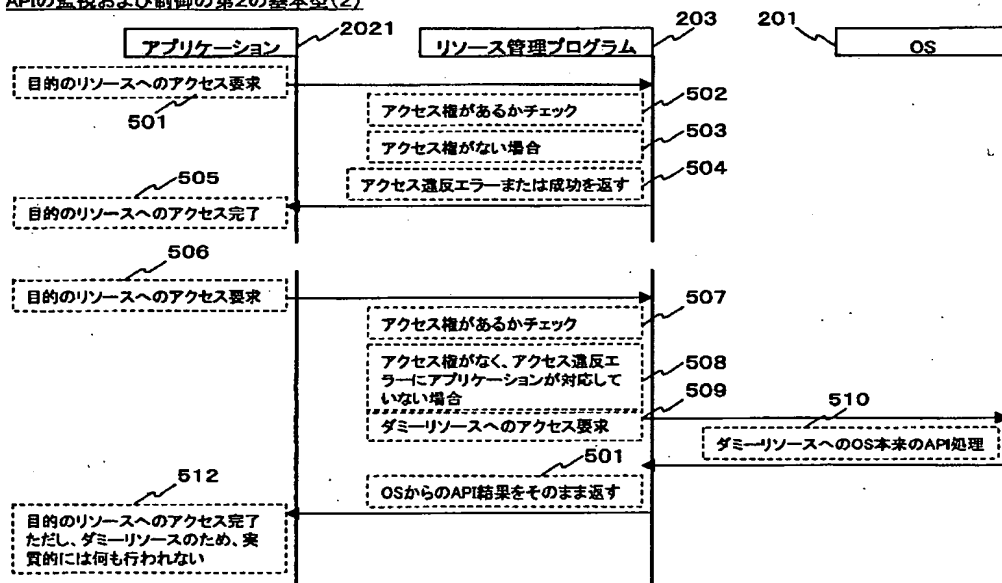 APIの監視および制御の第2の基本型(2)
アプリケーション
2021
リソース管理プログラム
203
201
OS
目的のリソースへのアクセス要求
501
アクセス権があるかチェック
502
アクセス権がない場合
503
アクセス違反エラーまたは成功を返す
504
505
目的のリソースへのアクセス完了
506
目的のリソースへのアクセス要求
507
アクセス権があるかチェック
アクセス権がなく、アクセス違反エ
ラーにアプリケーションが対応して
いない場合
508
509
ダミーリソースへのアクセス要求
510
ダミーリソースへのOS本来のAPI処理
501
OSからのAPI結果をそのまま返す
512
目的のリソースへのアクセス完了
ただし、ダミーリソースのため、実
質的には何も行われない